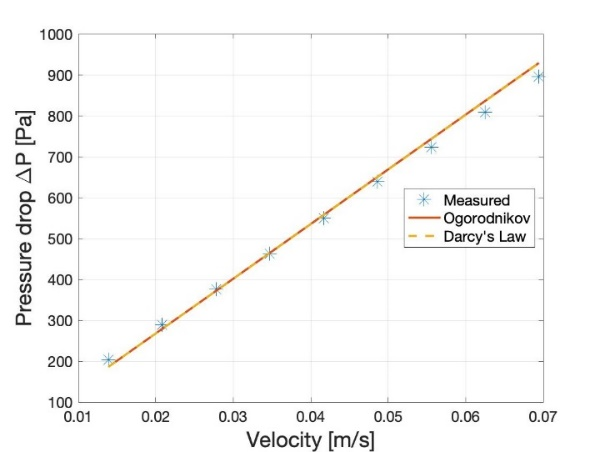 1000
900
800
700
600
500
400
300
200
100
Pressure drop ΔP [Pa]
Measured
Ogorodnikov
Darcy's Law
0.01 0.02 0.03 0.04 0.05 0.06 0.07
Velocity [m/s]